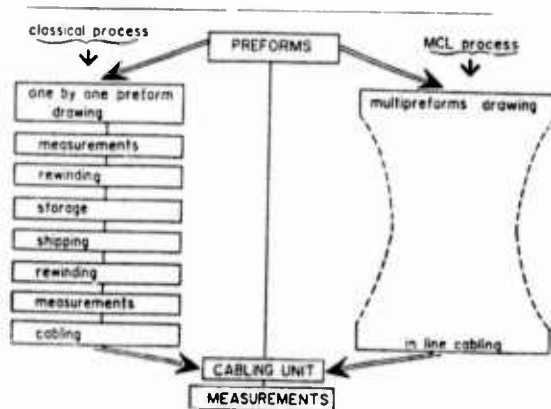 classical process
PREFORMS
MCL process
one by one preform
drawing
measurements
rewinding
storage
shipping
rewinding
measurements
cabling
multipreforms drawing
in line cabling
CABLING UNIT
MEASUREMENTS